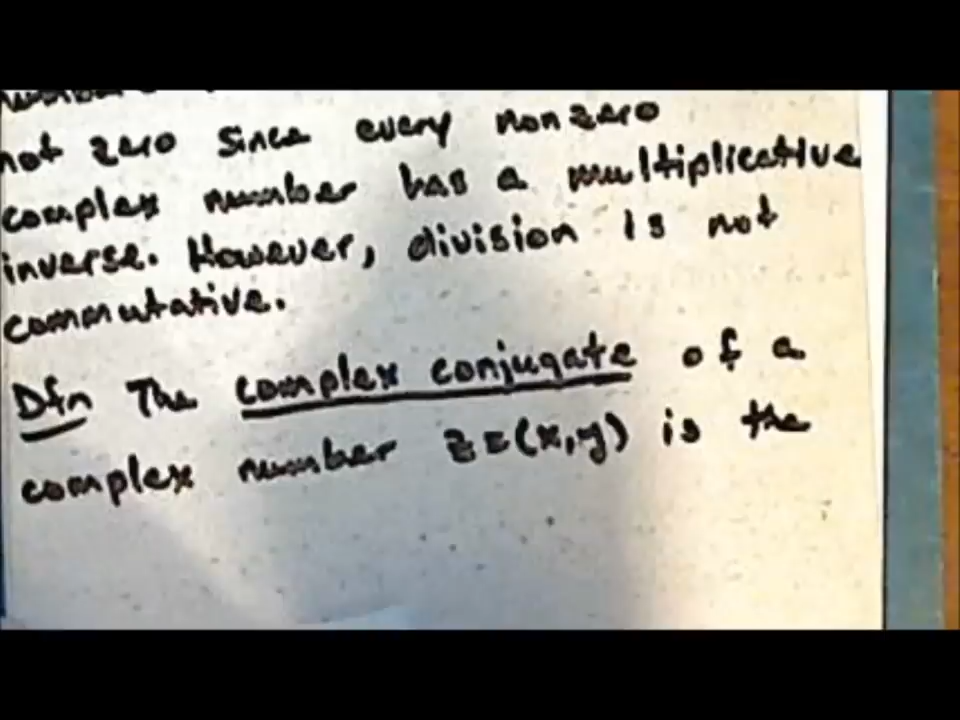 not zero since every nonzero
complex number has a multiplicative
inverse. However, division is not
commutative.
Dfn The complex conjugate of a
complex number z=(x,y) is the